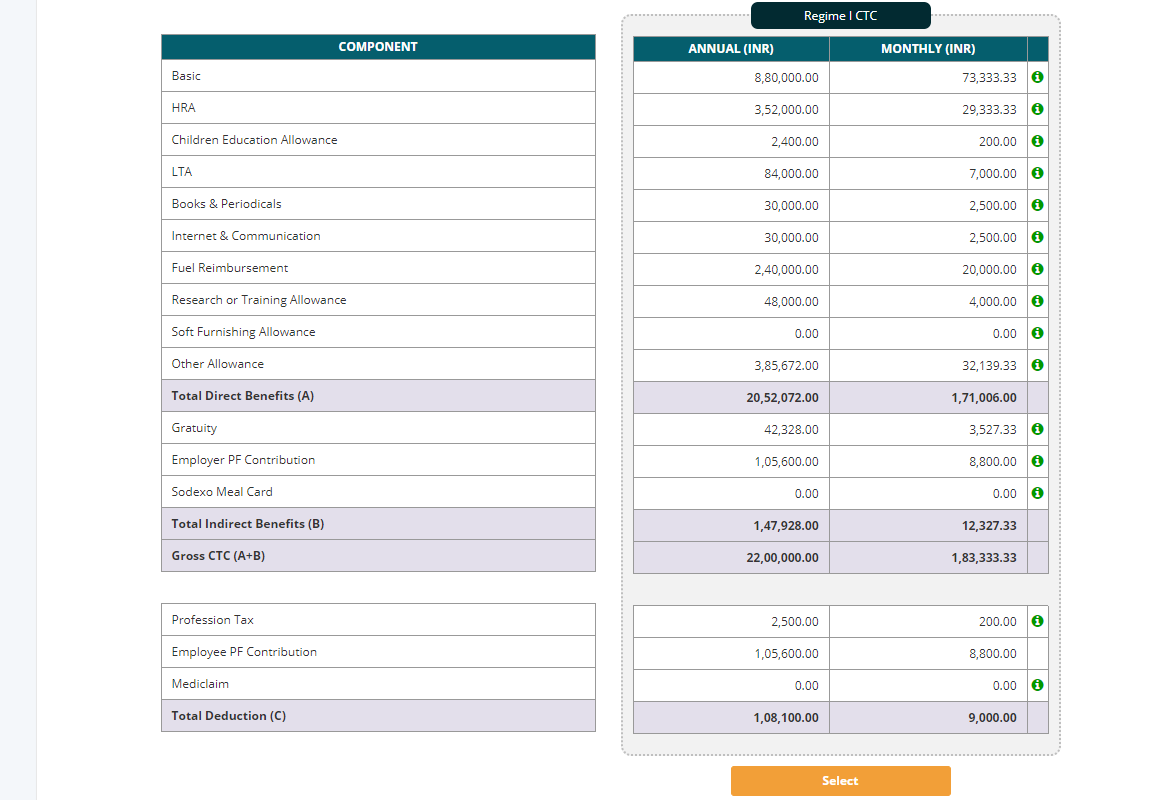 Regime I CTC
COMPONENT ANNUAL (INR) MONTHLY (INR)
Basic 8,80,000.00 73,333.33
HRA 3,52,000.00 29,333.33
Children Education Allowance 2,400.00 200.00
LTA 84,000.00 7,000.00
Books & Periodicals 30,000.00 2,500.00
Internet & Communication 30,000.00 2,500.00
Fuel Reimbursement 2,40,000.00 20,000.00
Research or Training Allowance 48,000.00 4,000.00
Soft Furnishing Allowance 0.00 0.00
Other Allowance 3,85,672.00 32,139.33
Total Direct Benefits (A) 20,52,072.00 1,71,006.00
Gratuity 42,328.00 3,527.33
Employer PF Contribution 1,05,600.00 8,800.00
Sodexo Meal Card 0.00 0.00
Total Indirect Benefits (B) 1,47,928.00 12,327.33
Gross CTC (A+B) 22,00,000.00 1,83,333.33
Profession Tax 2,500.00 200.00
Employee PF Contribution 1,05,600.00 8,800.00
Mediclaim 0.00 0.00
Total Deduction (C) 1,08,100.00 9,000.00
Select